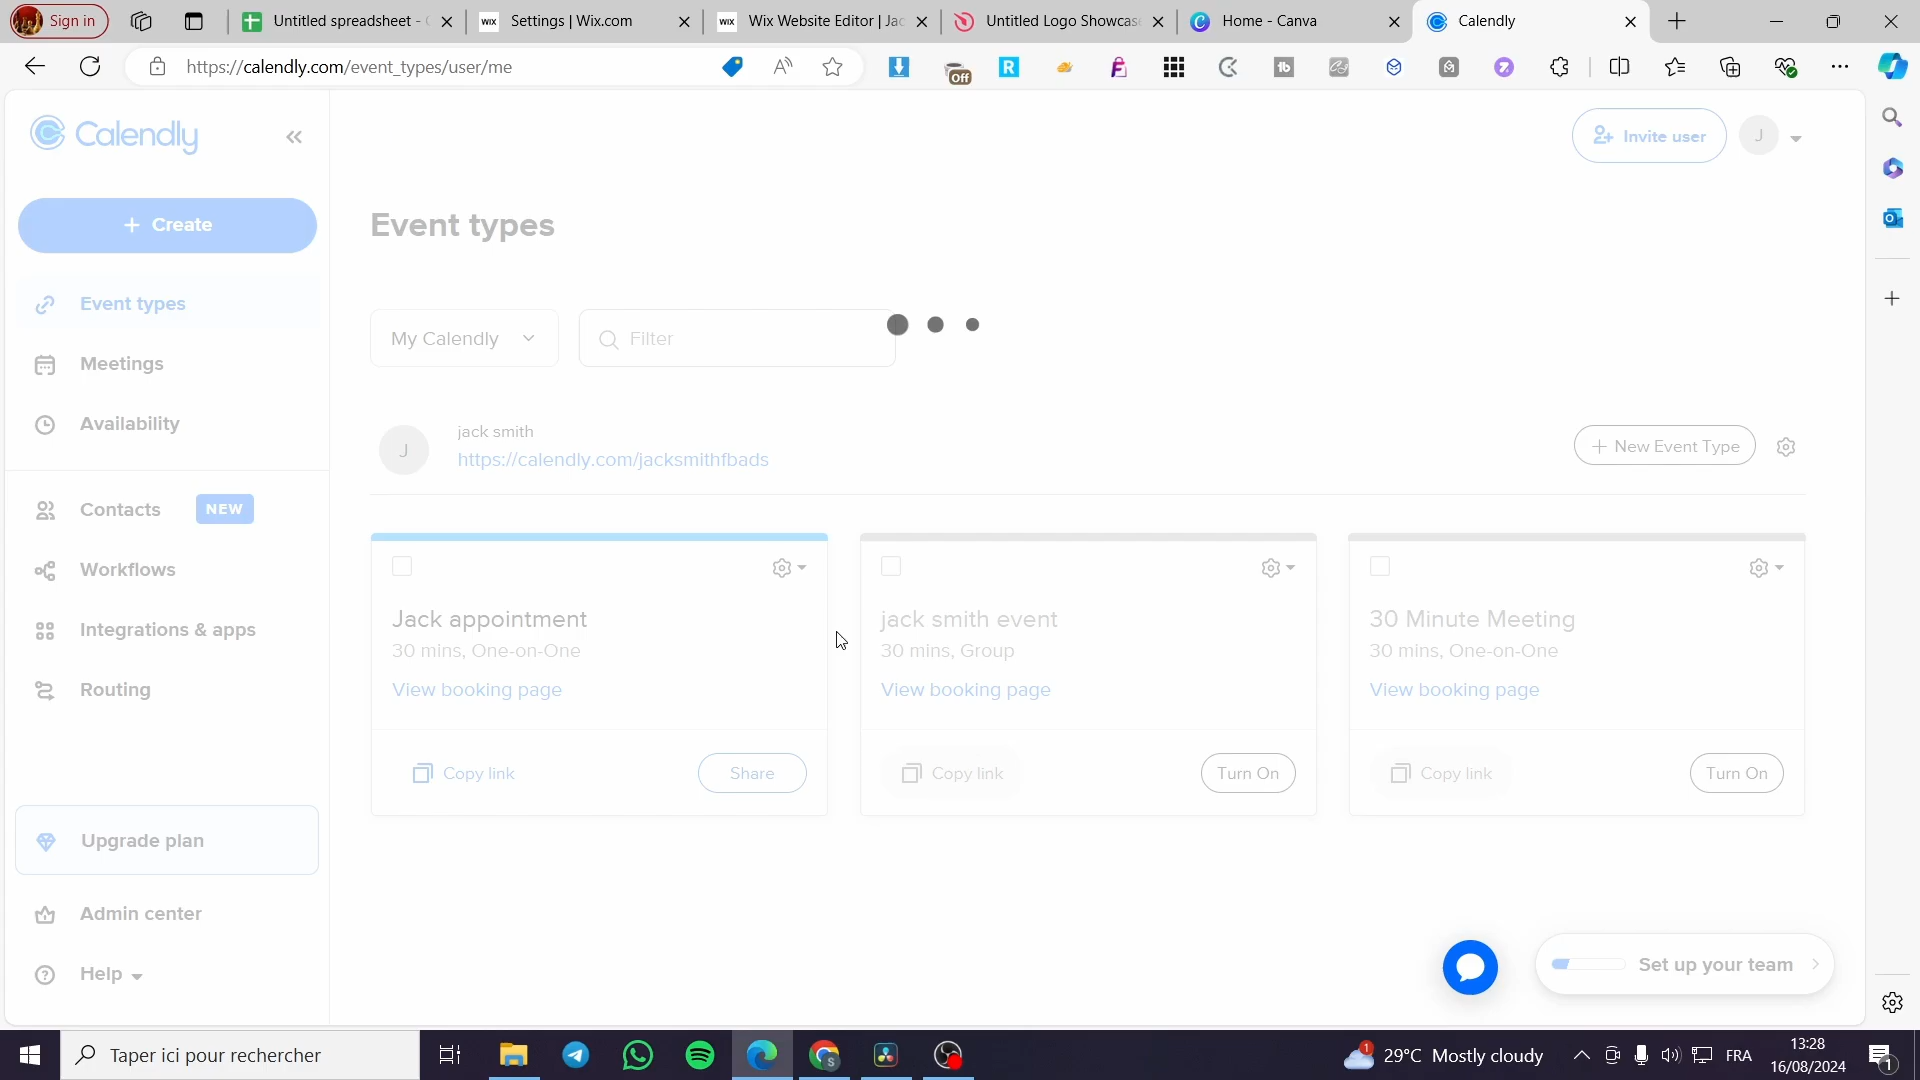 Sign in
Untitled spreadsheet - G
WIX Settings | Wix.com
WIX Wix Website Editor | Jac
Untitled Logo Showcas
Home - Canva
Calendly
https://calendly.com/event_types/user/me
Off
Calendly
Invite user
J
+ Create
Event types
Event types
My Calendly
Filter
Meetings
Availability
J
jack smith
https://calendly.com/jacksmithfbads
+ New Event Type
Contacts NEW
Workflows
Integrations & apps
Routing
Jack appointment
30 mins, One-on-One
View booking page
Copy link
Share
jack smith event
30 mins, Group
View booking page
Copy link
Turn On
30 Minute Meeting
30 mins, One-on-One
View booking page
Copy link
Turn On
Upgrade plan
Admin center
Help
Set up your team
Taper ici pour rechercher
1
29°C Mostly cloudy
FRA
13:28
16/08/2024
1